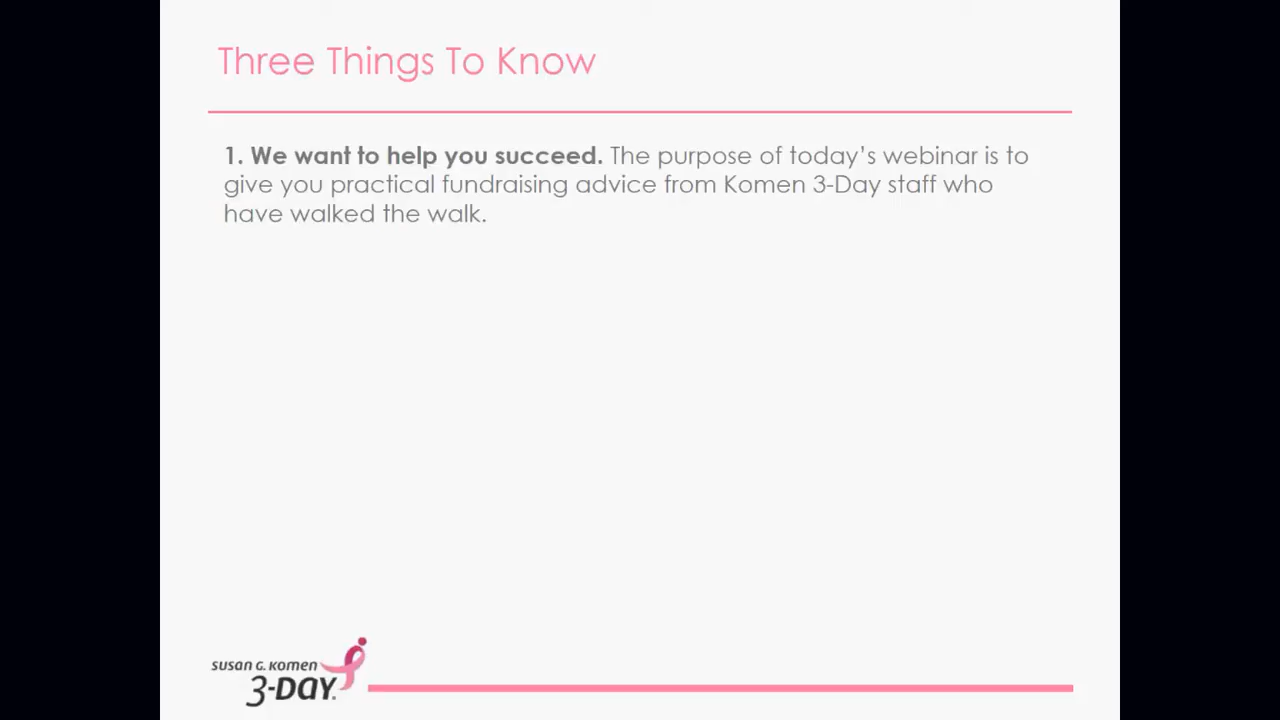 Three Things To Know
1. We want to help you succeed. The purpose of today's webinar is to
give you practical fundraising advice from Komen 3-Day staff who
have walked the walk.
SUSAN G. KOMEN
3-DAY.